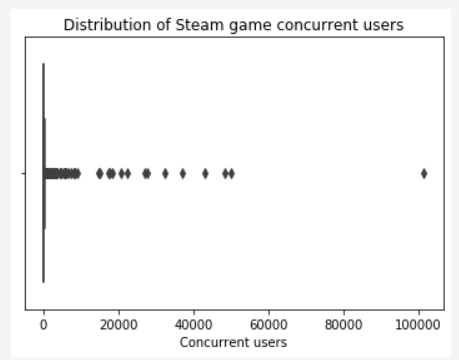 Distribution of Steam game concurrent users
0 20000 40000 60000 80000 100000
Concurrent users